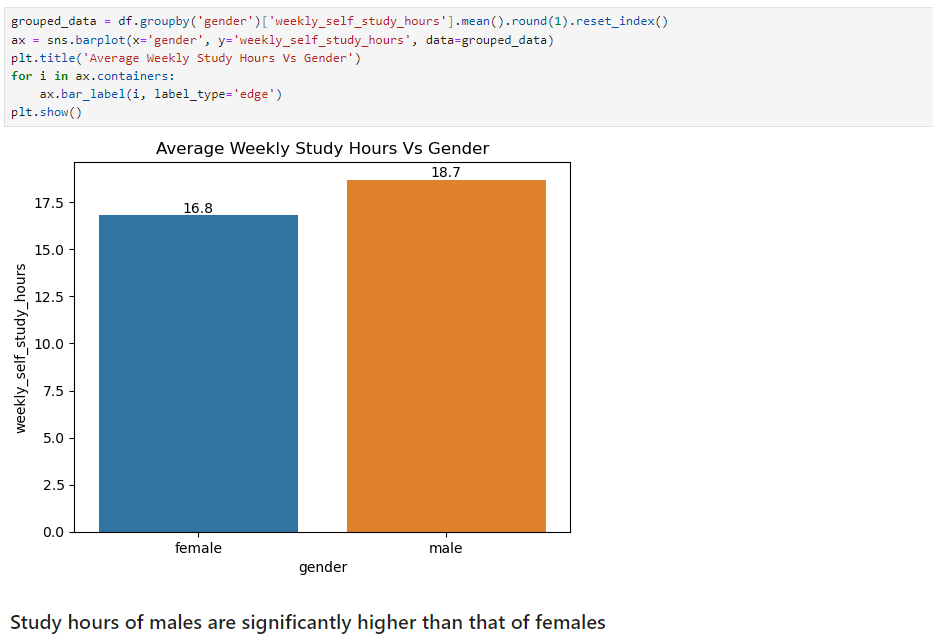 grouped_data = df.groupby('gender')['weekly_self_study_hours'].mean().round(1).reset_index()
ax = sns.barplot(x='gender', y='weekly_self_study_hours', data=grouped_data)
plt.title('Average Weekly Study Hours Vs Gender')
for i in ax.containers:
    ax.bar_label(i, label_type='edge')
plt.show()
Average Weekly Study Hours Vs Gender
18.7
16.8
17.5
15.0
12.5
10.0
7.5
5.0
2.5
0.0
weekly_self_study_hours
female male
gender
Study hours of males are significantly higher than that of females